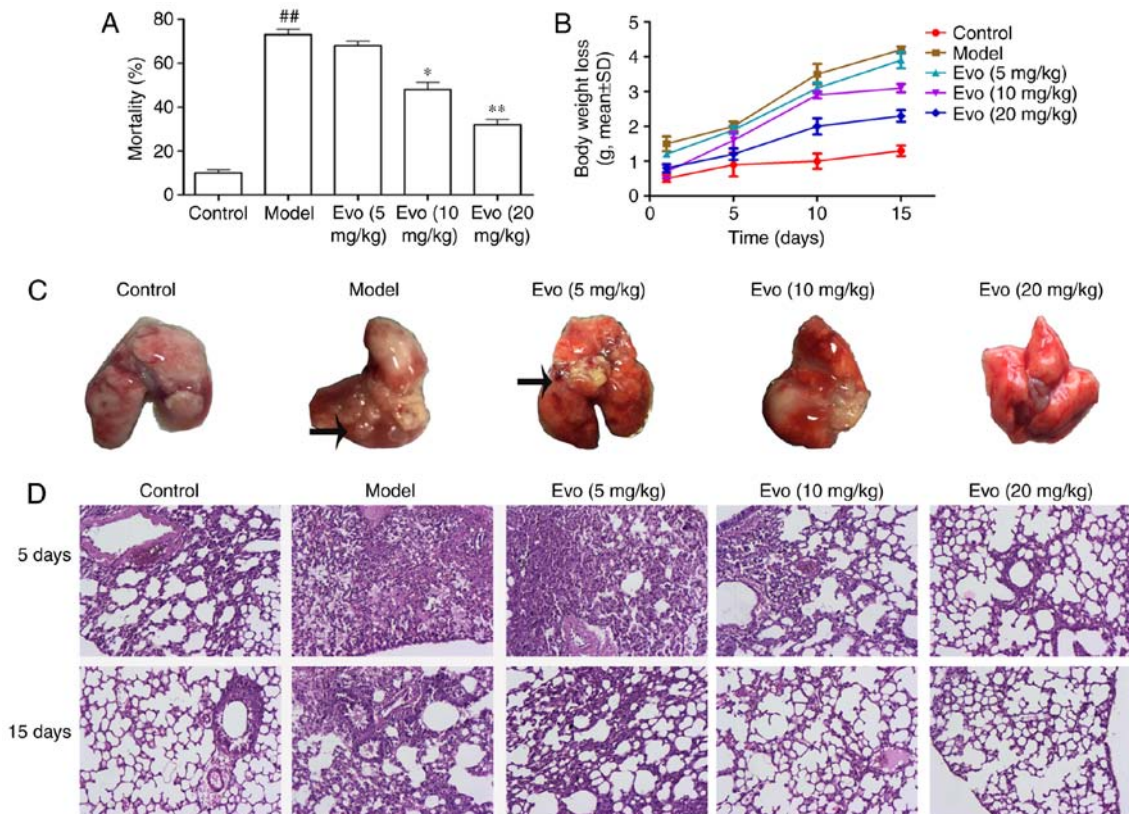 A
Mortality (%)
80
60
40
20
0
##
*
**
Control
Model
Evo (5
mg/kg)
Evo (10
mg/kg)
Evo (20
mg/kg)
B
Body weight loss
(g, mean±SD)
5
4
3
2
1
0
0
5
10
15
Time (days)
Control
Model
Evo (5 mg/kg)
Evo (10 mg/kg)
Evo (20 mg/kg)
C
Control
Model
Evo (5 mg/kg)
Evo (10 mg/kg)
Evo (20 mg/kg)
D
Control
Model
Evo (5 mg/kg)
Evo (10 mg/kg)
Evo (20 mg/kg)
5 days
15 days